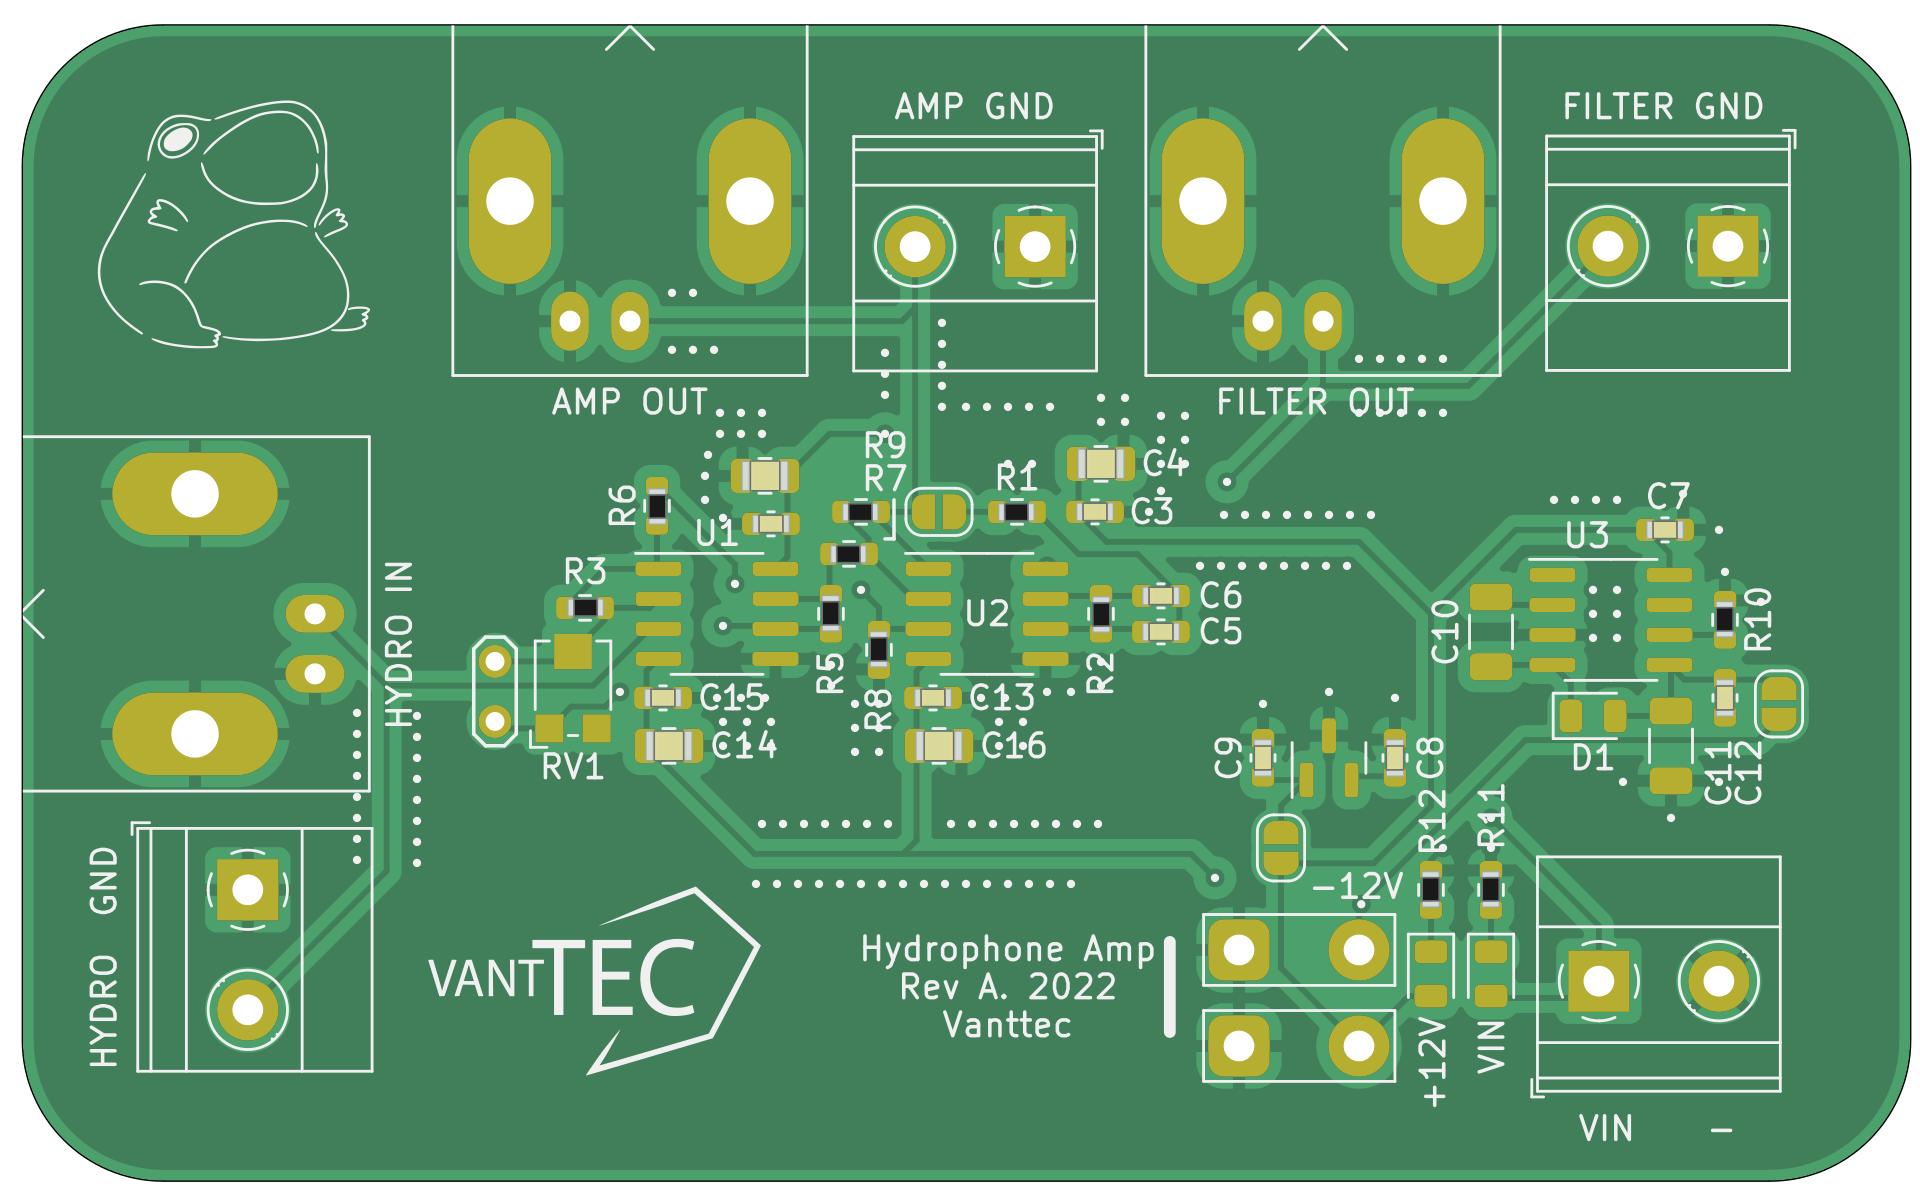 AMP GND
FILTER GND
AMP OUT
FILTER OUT
R9
R7
R1
C4
C3
C7
R6
U1
U3
R3
HYDRO IN
U2
C6
C5
R10
C10
R5
R8
R2
C15
C13
C14
C16
RV1
C9
C8
D1
C11
C12
R12
R11
HYDRO GND
-12V
VANTTEC
Hydrophone Amp
Rev A. 2022
Vanttec
+12V
VIN
VIN -